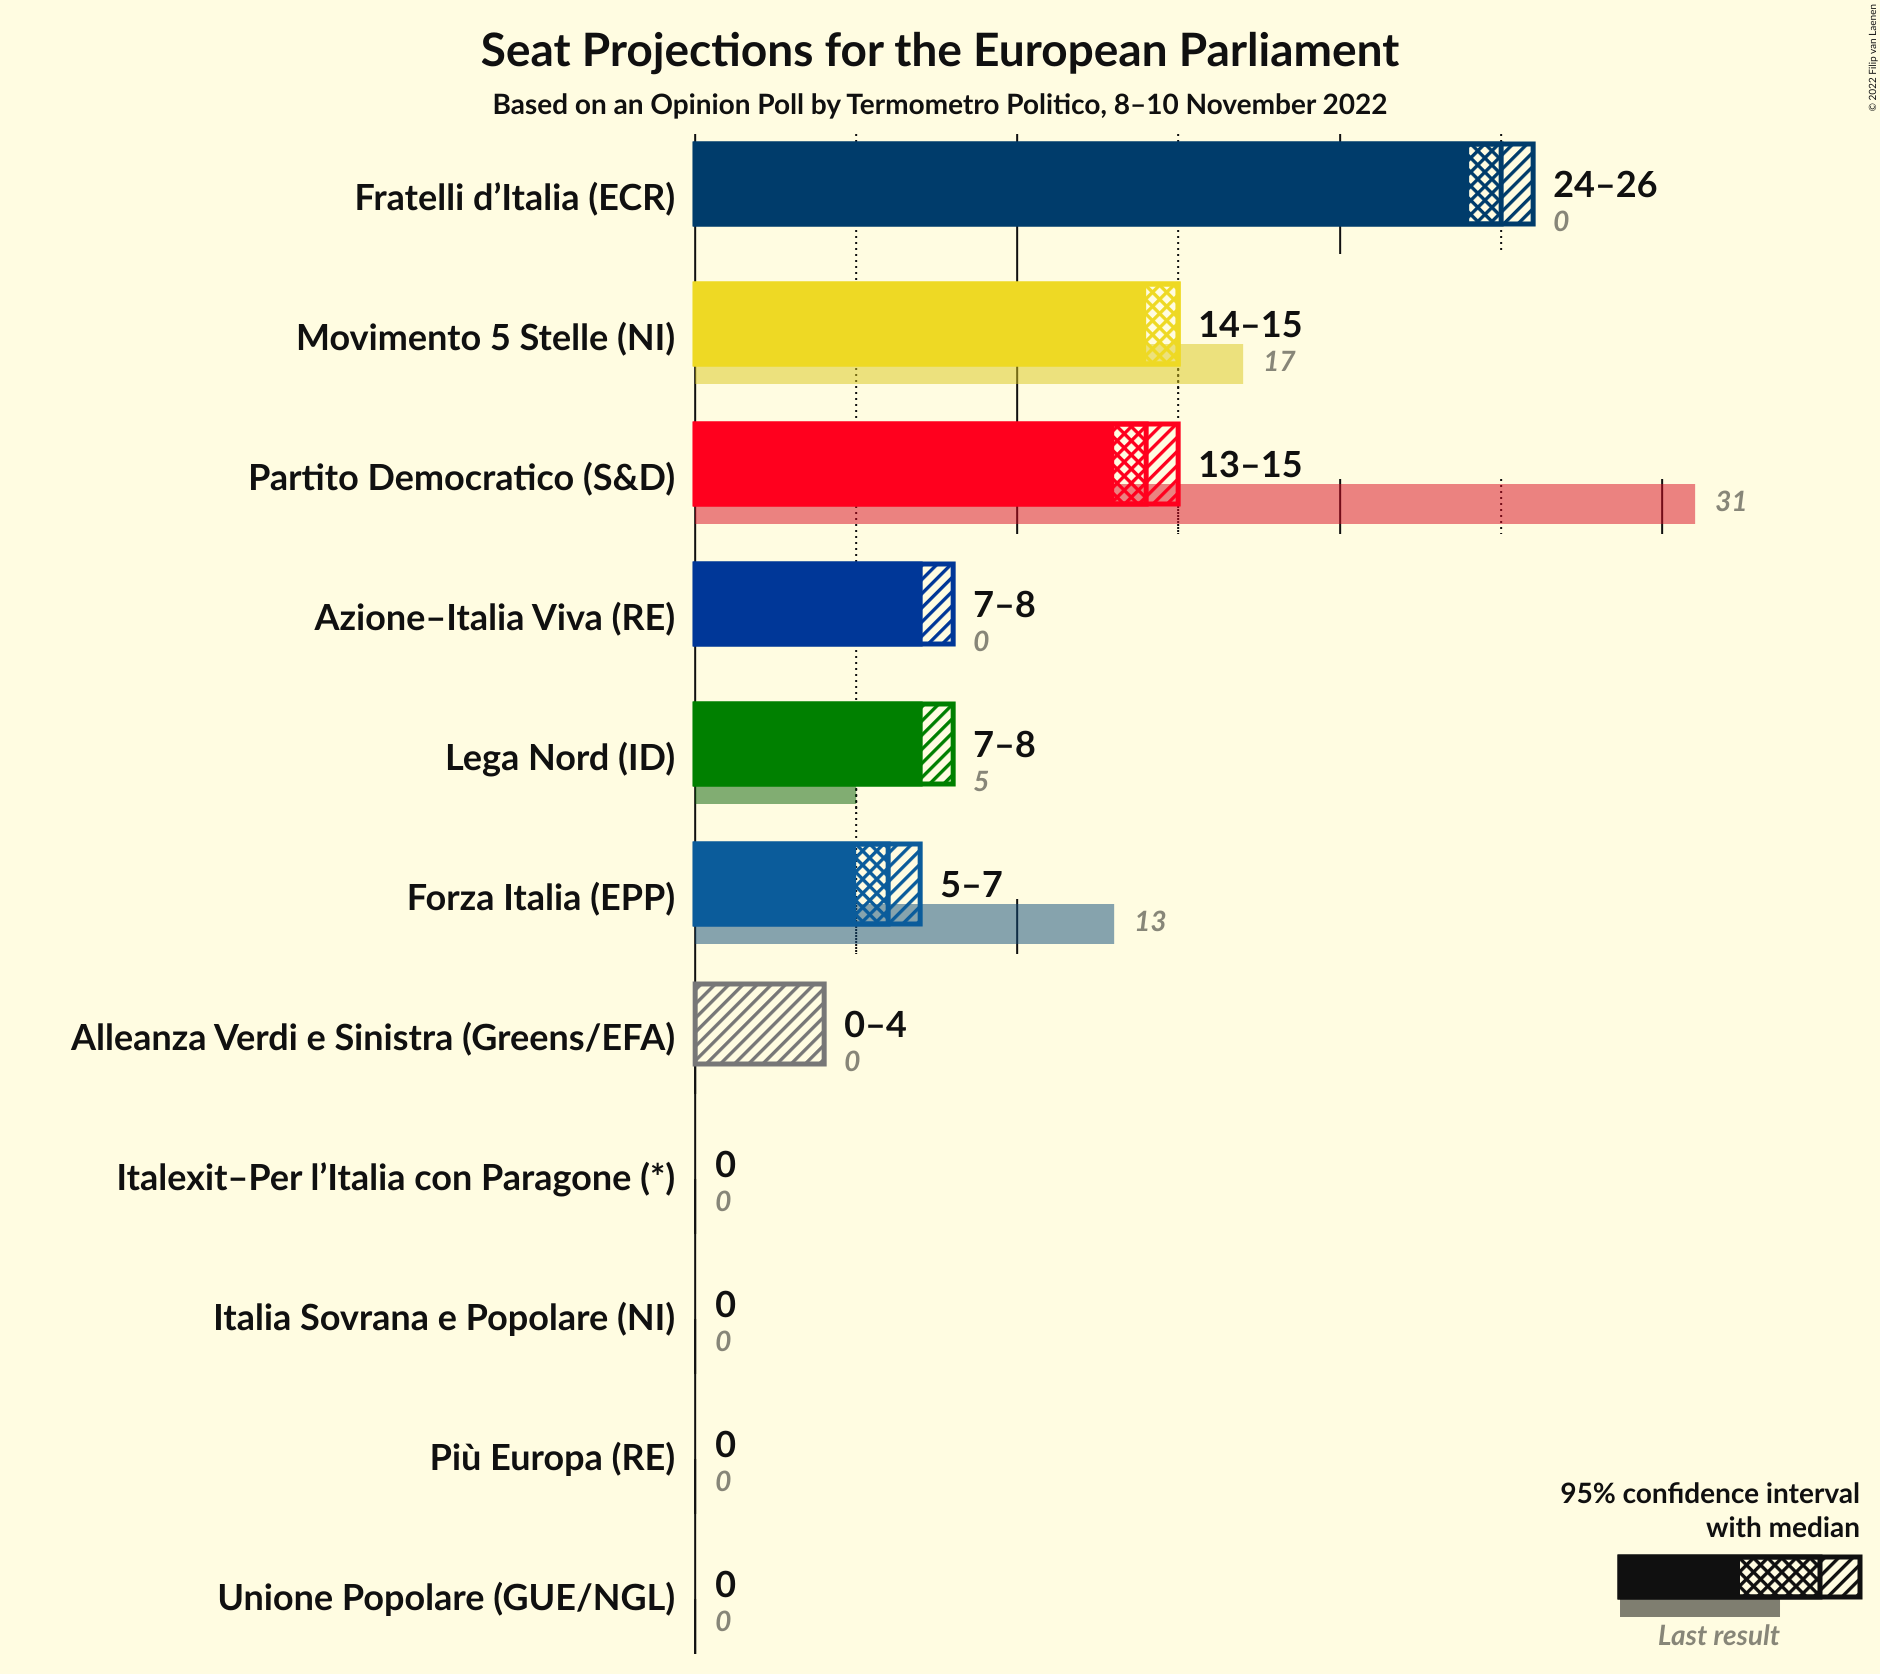 Seat Projections for the European Parliament
Based on an Opinion Poll by Termometro Politico, 8–10 November 2022
© 2022 Filip van Laenen
Fratelli d’Italia (ECR)
24–26
0
Movimento 5 Stelle (NI)
14–15
17
Partito Democratico (S&D)
13–15
31
Azione–Italia Viva (RE)
7–8
0
Lega Nord (ID)
7–8
5
Forza Italia (EPP)
5–7
13
Alleanza Verdi e Sinistra (Greens/EFA)
0–4
0
Italexit–Per l’Italia con Paragone (*)
0
0
Italia Sovrana e Popolare (NI)
0
0
Più Europa (RE)
0
0
Unione Popolare (GUE/NGL)
0
0
95% confidence interval
with median
Last result